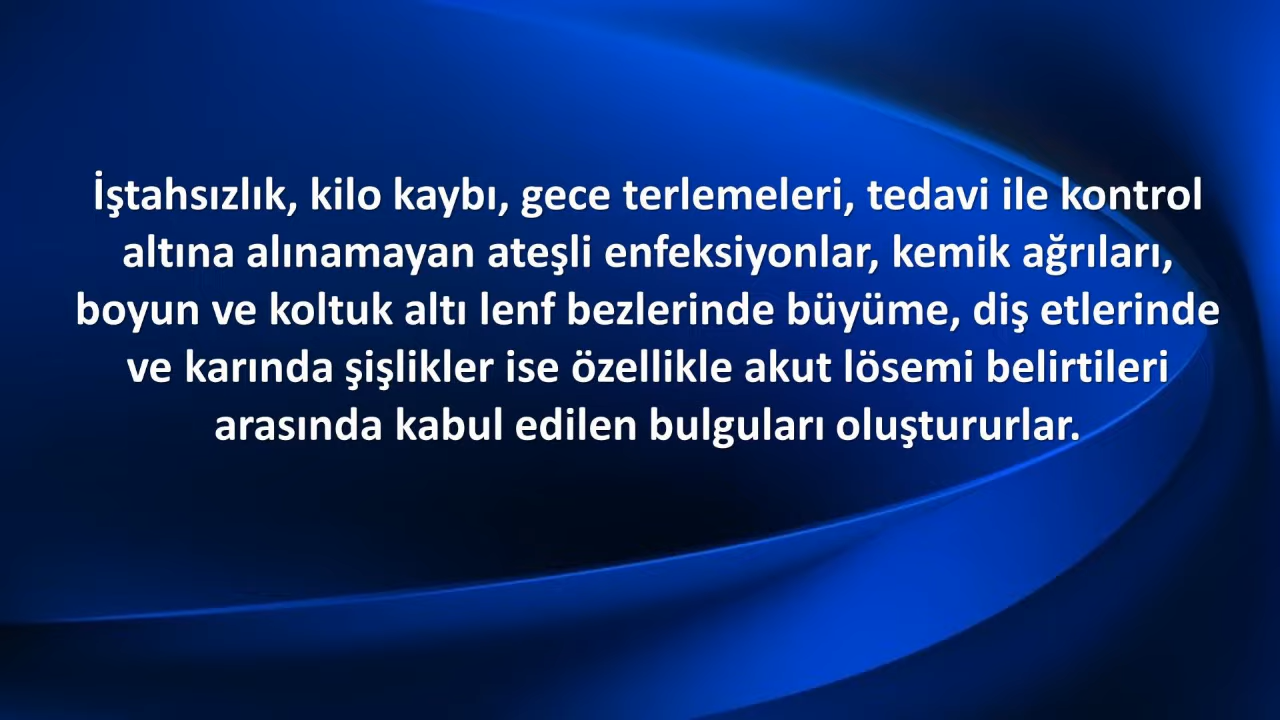 İştahsızlık, kilo kaybı, gece terlemeleri, tedavi ile kontrol
altına alınamayan ateşli enfeksiyonlar, kemik ağrıları,
boyun ve koltuk altı lenf bezlerinde büyüme, diş etlerinde
ve karında şişlikler ise özellikle akut lösemi belirtileri
arasında kabul edilen bulguları oluştururlar.